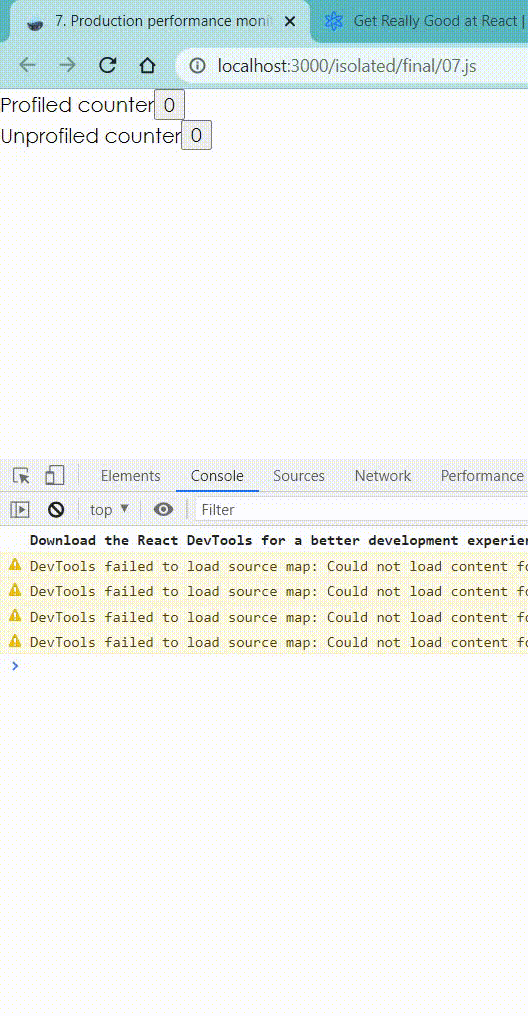 7. Production performance moni
Get Really Good at React |
localhost:3000/isolated/final/07.js
Profiled counter 0
Unprofiled counter 0
Elements Console Sources Network Performance
top Filter
Download the React DevTools for a better development experien
DevTools failed to load source map: Could not load content fo
DevTools failed to load source map: Could not load content fo
DevTools failed to load source map: Could not load content fo
DevTools failed to load source map: Could not load content fo